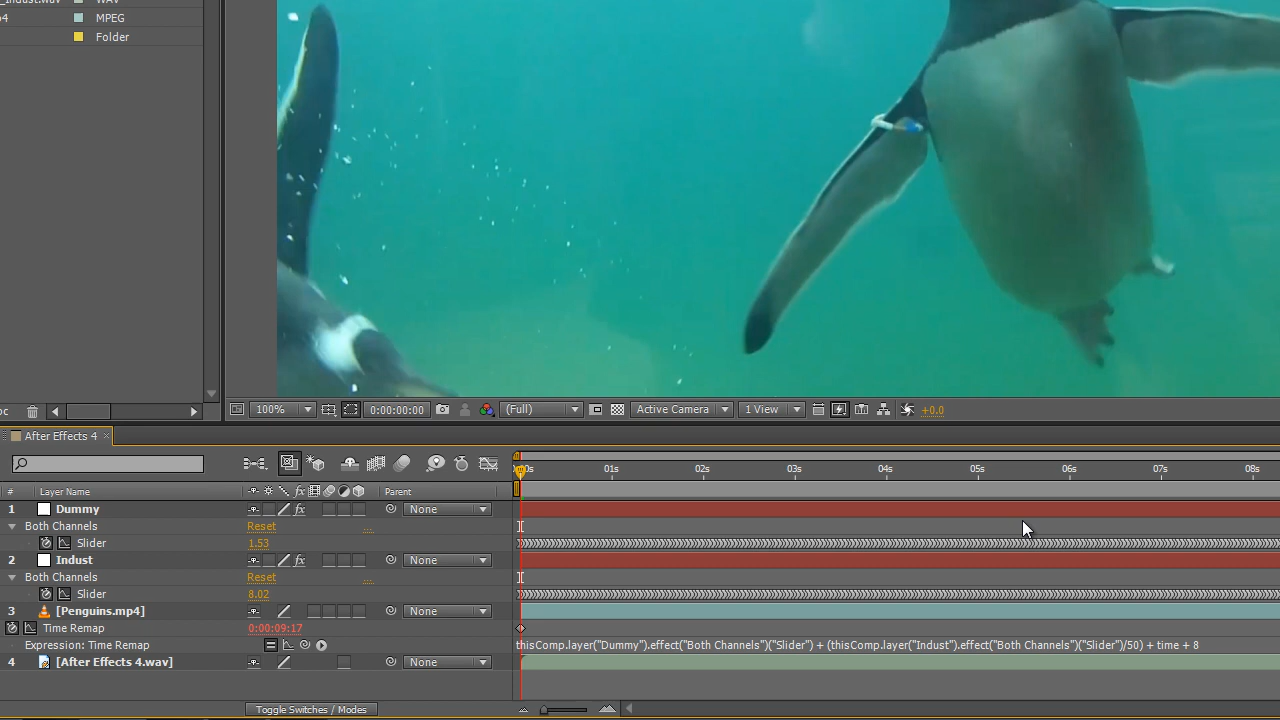 MPEG
Folder
100%
0:00:00:00
(Full)
Active Camera
1 View
+0.0
After Effects 4
01s 02s 03s 04s 05s 06s 07s 08s
# Layer Name fx Parent
1 Dummy fx None
Both Channels Reset ...
Slider 1.53
2 Indust fx None
Both Channels Reset ...
Slider 8.02
3 [Penguins.mp4] None
Time Remap 0:00:09:17
Expression: Time Remap thisComp.layer("Dummy").effect("Both Channels")("Slider") + (thisComp.layer("Indust").effect("Both Channels")("Slider")/50) + time + 8
4 [After Effects 4.wav] None
Toggle Switches / Modes